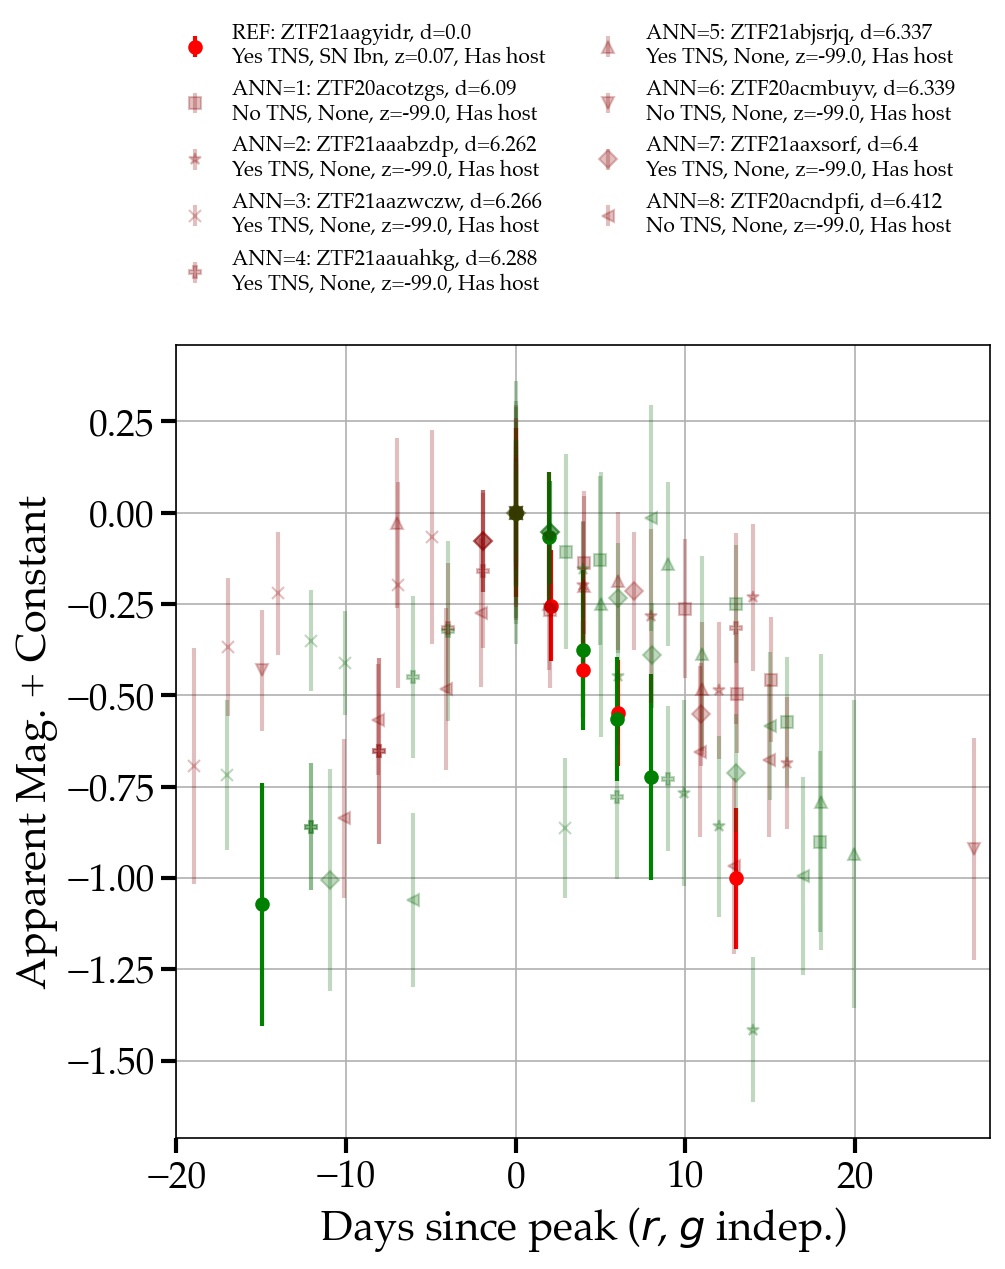 REF: ZTF21aagyidr, d=0.0
Yes TNS, SN Ibn, z=0.07, Has host
ANN=1: ZTF20acotzgs, d=6.09
No TNS, None, z=-99.0, Has host
ANN=2: ZTF21aaabzdp, d=6.262
Yes TNS, None, z=-99.0, Has host
ANN=3: ZTF21aazwczw, d=6.266
Yes TNS, None, z=-99.0, Has host
ANN=4: ZTF21aauahkg, d=6.288
Yes TNS, None, z=-99.0, Has host
ANN=5: ZTF21abjsrjq, d=6.337
Yes TNS, None, z=-99.0, Has host
ANN=6: ZTF20acmbuyv, d=6.339
No TNS, None, z=-99.0, Has host
ANN=7: ZTF21aaxsorf, d=6.4
Yes TNS, None, z=-99.0, Has host
ANN=8: ZTF20acndpfi, d=6.412
No TNS, None, z=-99.0, Has host
Apparent Mag. + Constant
0.25
0.00
−0.25
−0.50
−0.75
−1.00
−1.25
−1.50
−20 −10 0 10 20
Days since peak (r, g indep.)